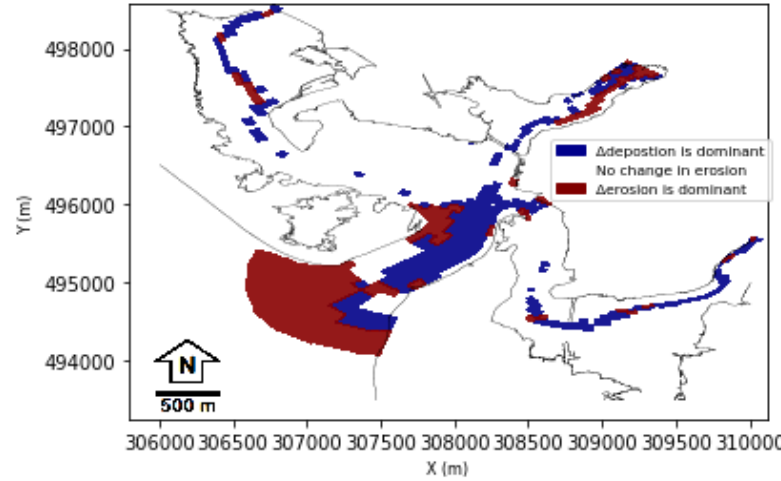 498000
497000
496000
495000
494000
Y (m)
Δdepostion is dominant
No change in erosion
Δerosion is dominant
N
500 m
306000 306500 307000 307500 308000 308500 309000 309500 310000
X (m)